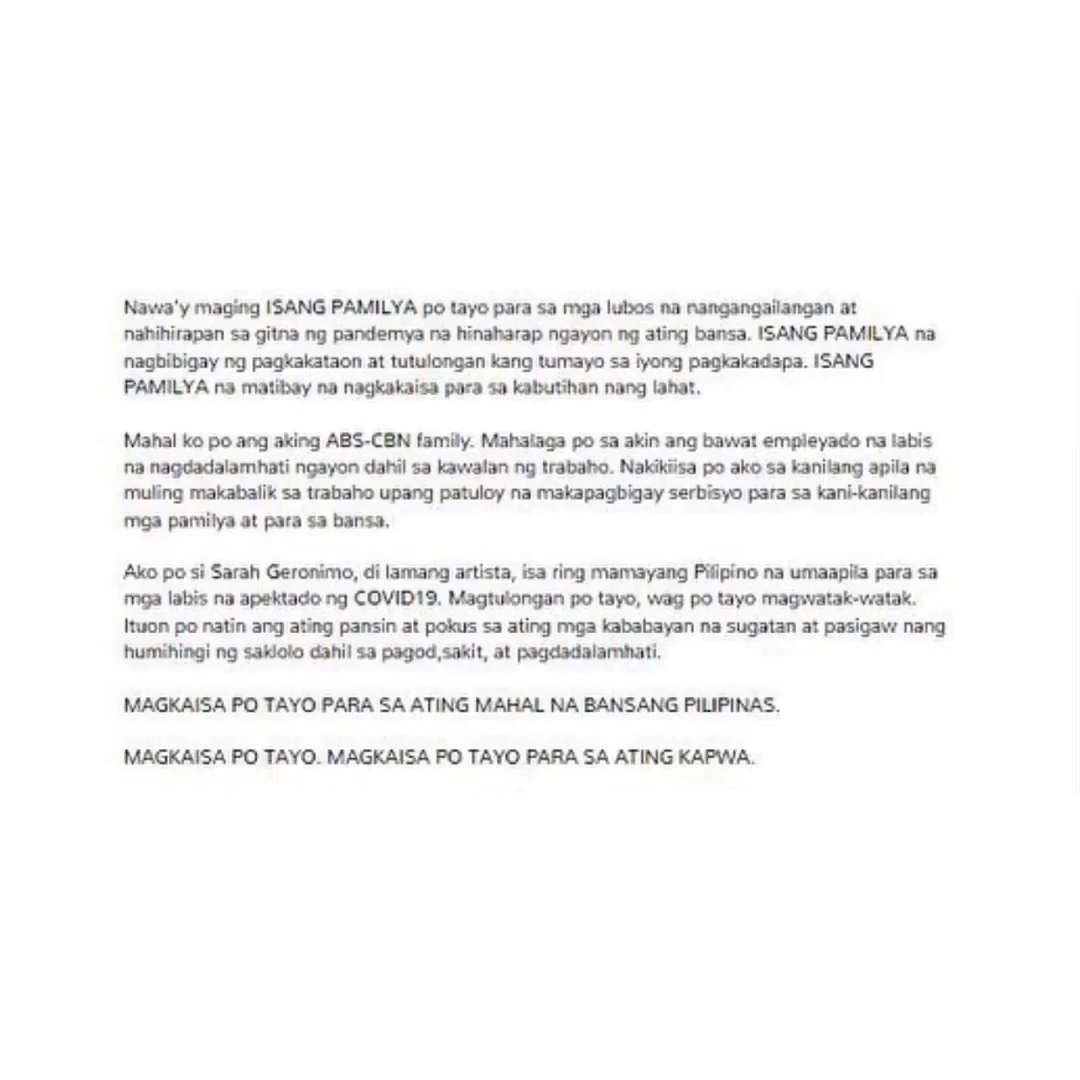 Nawa'y maging ISANG PAMILYA po tayo para sa mga lubos na nangangailangan at
nahihirapan sa gitna ng pandemya na hinaharap ngayon ng ating bansa. ISANG PAMILYA na
nagbibigay ng pagkakataon at tutulongan kang tumayo sa iyong pagkakadapa. ISANG
PAMILYA na matibay na nagkakaisa para sa kabutihan nang lahat.
Mahal ko po ang aking ABS-CBN family. Mahalaga po sa akin ang bawat empleyado na labis
na nagdadalamhati ngayon dahil sa kawalan ng trabaho. Nakikiisa po ako sa kanilang apila na
muling makabalik sa trabaho upang patuloy na makapagbigay serbisyo para sa kani-kanilang
mga pamilya at para sa bansa.
Ako po si Sarah Geronimo, di lamang artista, isa ring mamayang Pilipino na umaapila para sa
mga labis na apektado ng COVID19. Magtulongan po tayo, wag po tayo magwatak-watak.
Ituon po natin ang ating pansin at pokus sa ating mga kababayan na sugatan at pasigaw nang
humihingi ng saklolo dahil sa pagod,sakit, at pagdadalamhati.
MAGKAISA PO TAYO PARA SA ATING MAHAL NA BANSANG PILIPINAS.
MAGKAISA PO TAYO. MAGKAISA PO TAYO PARA SA ATING KAPWA.